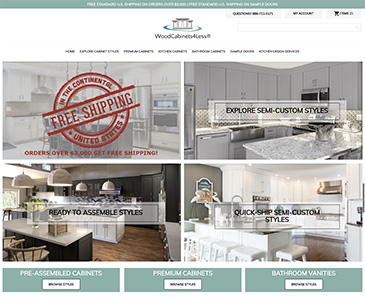 FREE STANDARD U.S. SHIPPING ON ORDERS OVER $3,000 | FREE STANDARD U.S. SHIPPING ON SAMPLE DOORS
QUESTIONS? 888-711-5171
MY ACCOUNT
ITEMS
WoodCabinets4Less®
HOME EXPLORE CABINET STYLES PREMIUM CABINETS KITCHEN CABINETS BATHROOM CABINETS SAMPLE DOORS KITCHEN DESIGN SERVICES
IN THE CONTINENTAL
FREE SHIPPING
UNITED STATES
ORDERS OVER $3,000 GET FREE SHIPPING!
EXPLORE SEMI-CUSTOM STYLES
READY TO ASSEMBLE STYLES
QUICK-SHIP SEMI-CUSTOM
STYLES
PRE-ASSEMBLED CABINETS
BROWSE STYLES
PREMIUM CABINETS
BROWSE STYLES
BATHROOM VANITIES
BROWSE STYLES